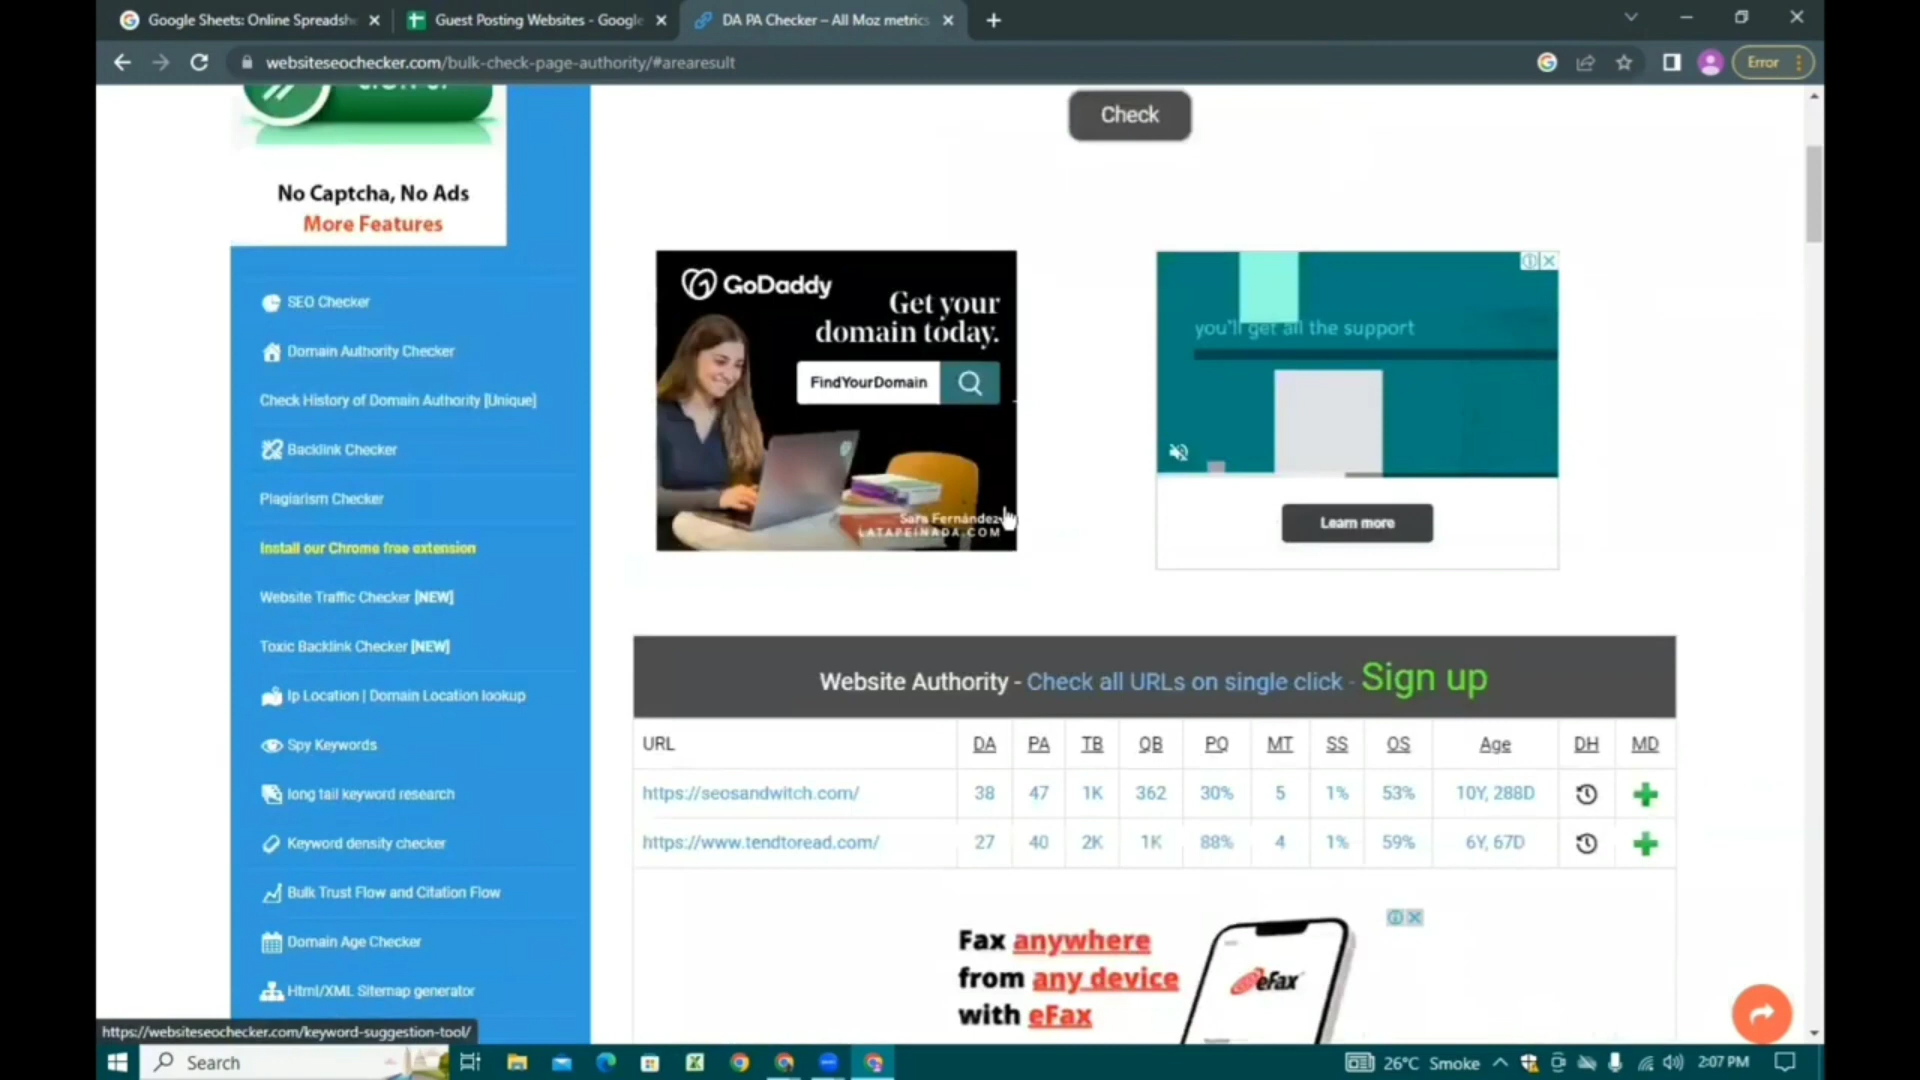 Google Sheets: Online Spreadshe
Guest Posting Websites - Google
DA PA Checker – All Moz metrics
websiteseochecker.com/bulk-check-page-authority/#arearesult
Error
Check
No Captcha, No Ads
More Features
SEO Checker
Domain Authority Checker
Check History of Domain Authority [Unique]
Backlink Checker
Plagiarism Checker
Install our Chrome free extension
Website Traffic Checker [NEW]
Toxic Backlink Checker [NEW]
Ip Location | Domain Location lookup
Spy Keywords
long tail keyword research
Keyword density checker
Bulk Trust Flow and Citation Flow
Domain Age Checker
Html/XML Sitemap generator
GoDaddy
Get your
domain today.
FindYourDomain
Sara Fernández
LATAPEINADA.COM
you'll get all the support
Learn more
Website Authority - Check all URLs on single click - Sign up
URL DA PA TB QB PQ MT SS OS Age DH MD
https://seosandwitch.com/ 38 47 1K 362 30% 5 1% 53% 10Y, 288D
https://www.tendtoread.com/ 27 40 2K 1K 88% 4 1% 59% 6Y, 67D
Fax anywhere
from any device
with eFax
eFax
https://websiteseochecker.com/keyword-suggestion-tool/
Search
26°C Smoke
2:07 PM